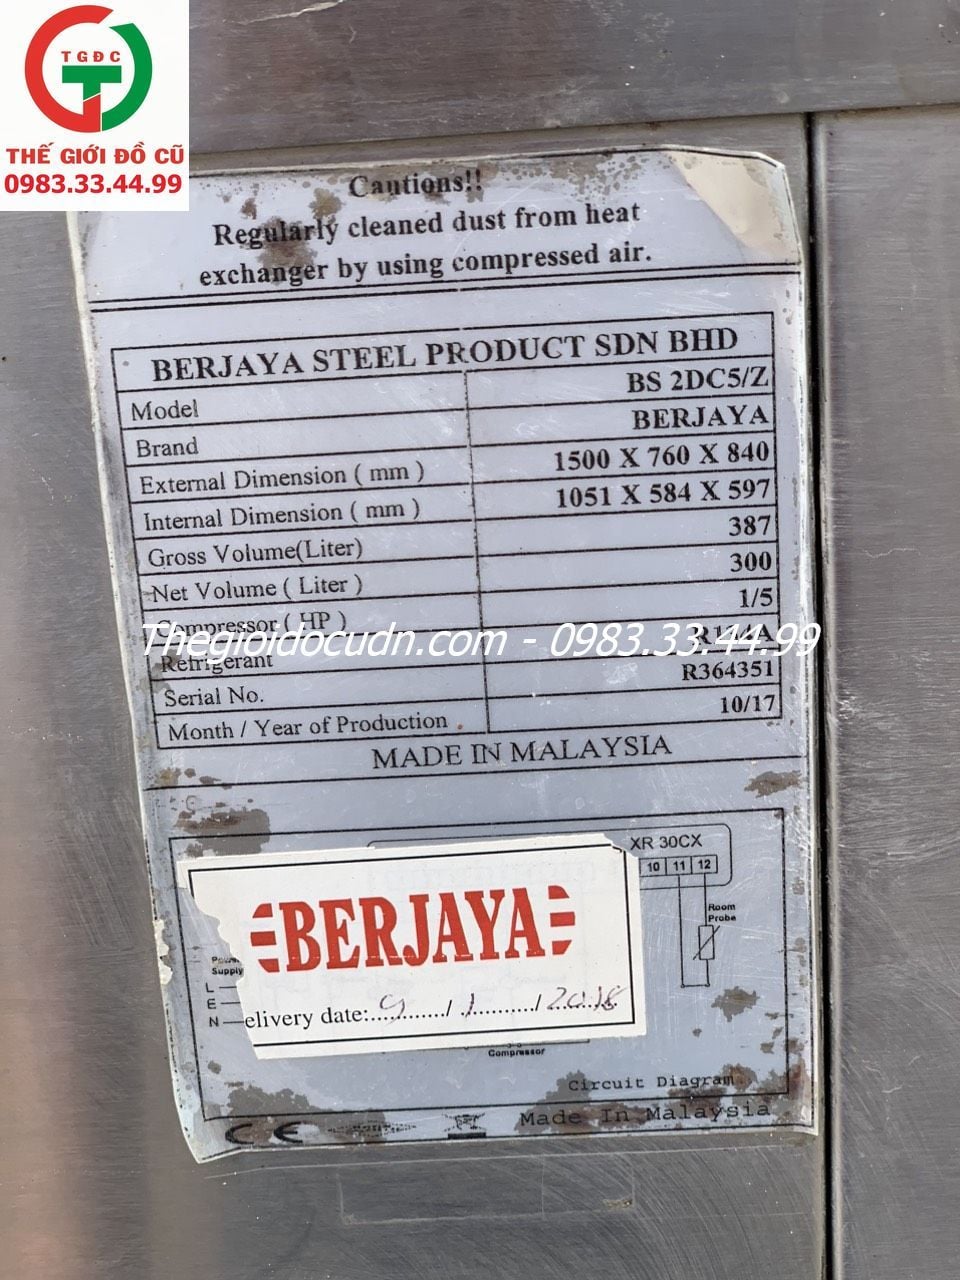 TGĐC
THẾ GIỚI ĐỒ CŨ
0983.33.44.99
Cautions!!
Regularly cleaned dust from heat
exchanger by using compressed air.
BERJAYA STEEL PRODUCT SDN BHD
Model BS 2DC5/Z
Brand BERJAYA
External Dimension ( mm ) 1500 X 760 X 840
Internal Dimension ( mm ) 1051 X 584 X 597
Gross Volume(Liter) 387
Net Volume ( Liter ) 300
Compressor ( HP ) 1/5
Thegioidocudn.com - 0983.33.44.99
Refrigerant
Serial No. R364351
Month / Year of Production 10/17
MADE IN MALAYSIA
XR 30CX
10 11 12
Room
Probe
BERJAYA
Supply
L
E
N
elivery date:....9....../.1........../2018
Compressor
Circuit Diagram
Made In Malaysia
CE